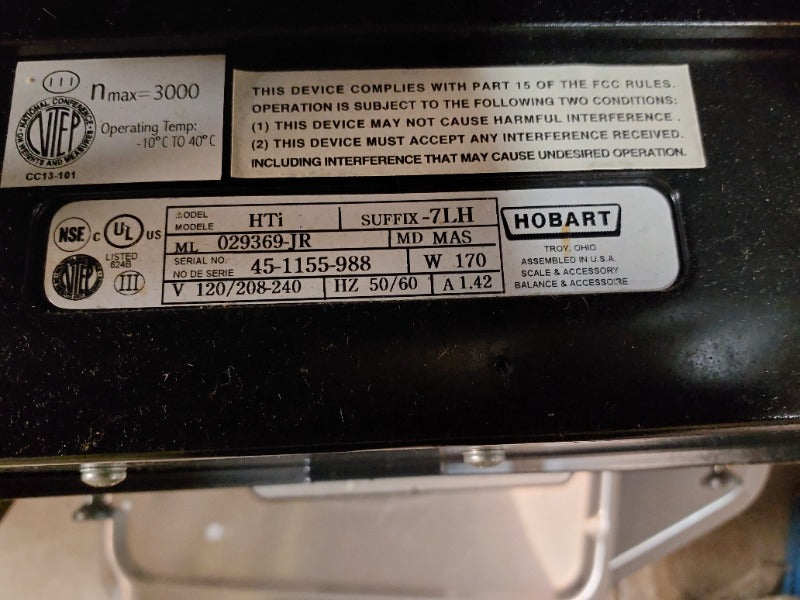 III
nmax=3000
NATIONAL CONFERENCE ON WEIGHTS AND MEASURES
NTEP
Operating Temp:
-10°C TO 40°C
CC13-101
THIS DEVICE COMPLIES WITH PART 15 OF THE FCC RULES.
OPERATION IS SUBJECT TO THE FOLLOWING TWO CONDITIONS:
(1) THIS DEVICE MAY NOT CAUSE HARMFUL INTERFERENCE .
(2) THIS DEVICE MUST ACCEPT ANY INTERFERENCE RECEIVED.
INCLUDING INTERFERENCE THAT MAY CAUSE UNDESIRED OPERATION.
NSF C UL US
LISTED
624B
NTEP III
MODEL
MODELE HTi SUFFIX -7LH
ML 029369-JR MD MAS
SERIAL NO.
NO DE SERIE 45-1155-988 W 170
V 120/208-240 HZ 50/60 A 1.42
HOBART
TROY, OHIO
ASSEMBLED IN U.S.A.
SCALE & ACCESSORY
BALANCE & ACCESSOIRE